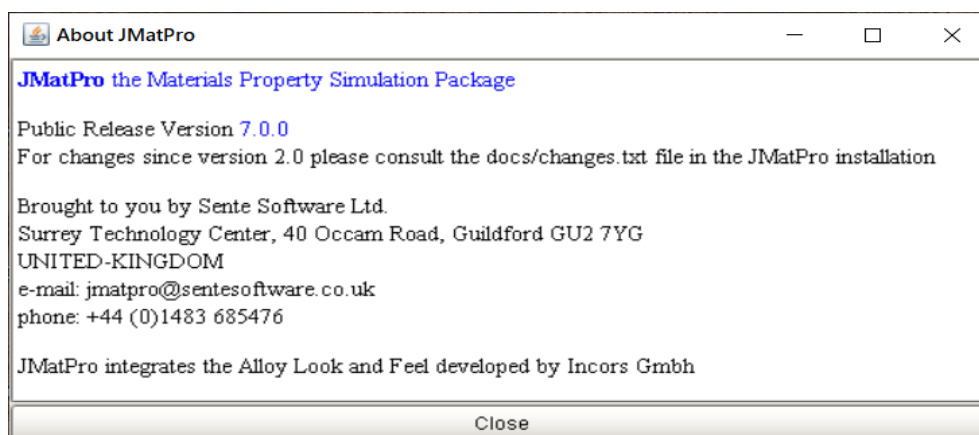 About JMatPro
JMatPro the Materials Property Simulation Package
Public Release Version 7.0.0
For changes since version 2.0 please consult the docs/changes.txt file in the JMatPro installation
Brought to you by Sente Software Ltd.
Surrey Technology Center, 40 Occam Road, Guildford GU2 7YG
UNITED-KINGDOM
e-mail: jmatpro@sentesoftware.co.uk
phone: +44 (0)1483 685476
JMatPro integrates the Alloy Look and Feel developed by Incors Gmbh
Close